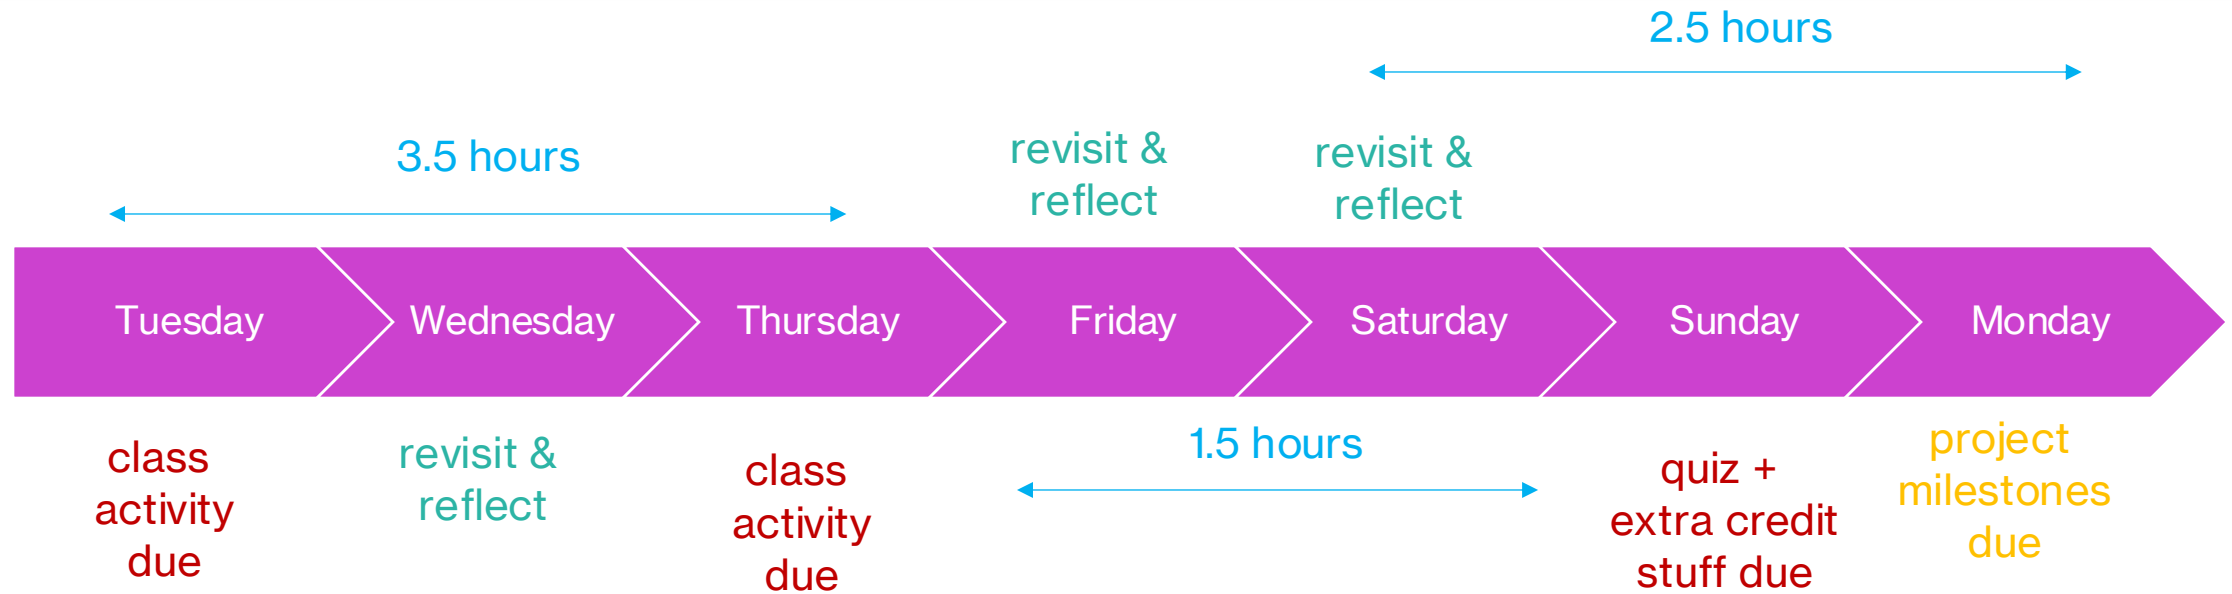 2.5 hours
3.5 hours
revisit &
reflect
revisit &
reflect
Tuesday
Wednesday
Thursday
Friday
Saturday
Sunday
Monday
class
activity
due
revisit &
reflect
class
activity
due
1.5 hours
quiz +
extra credit
stuff due
project
milestones
due